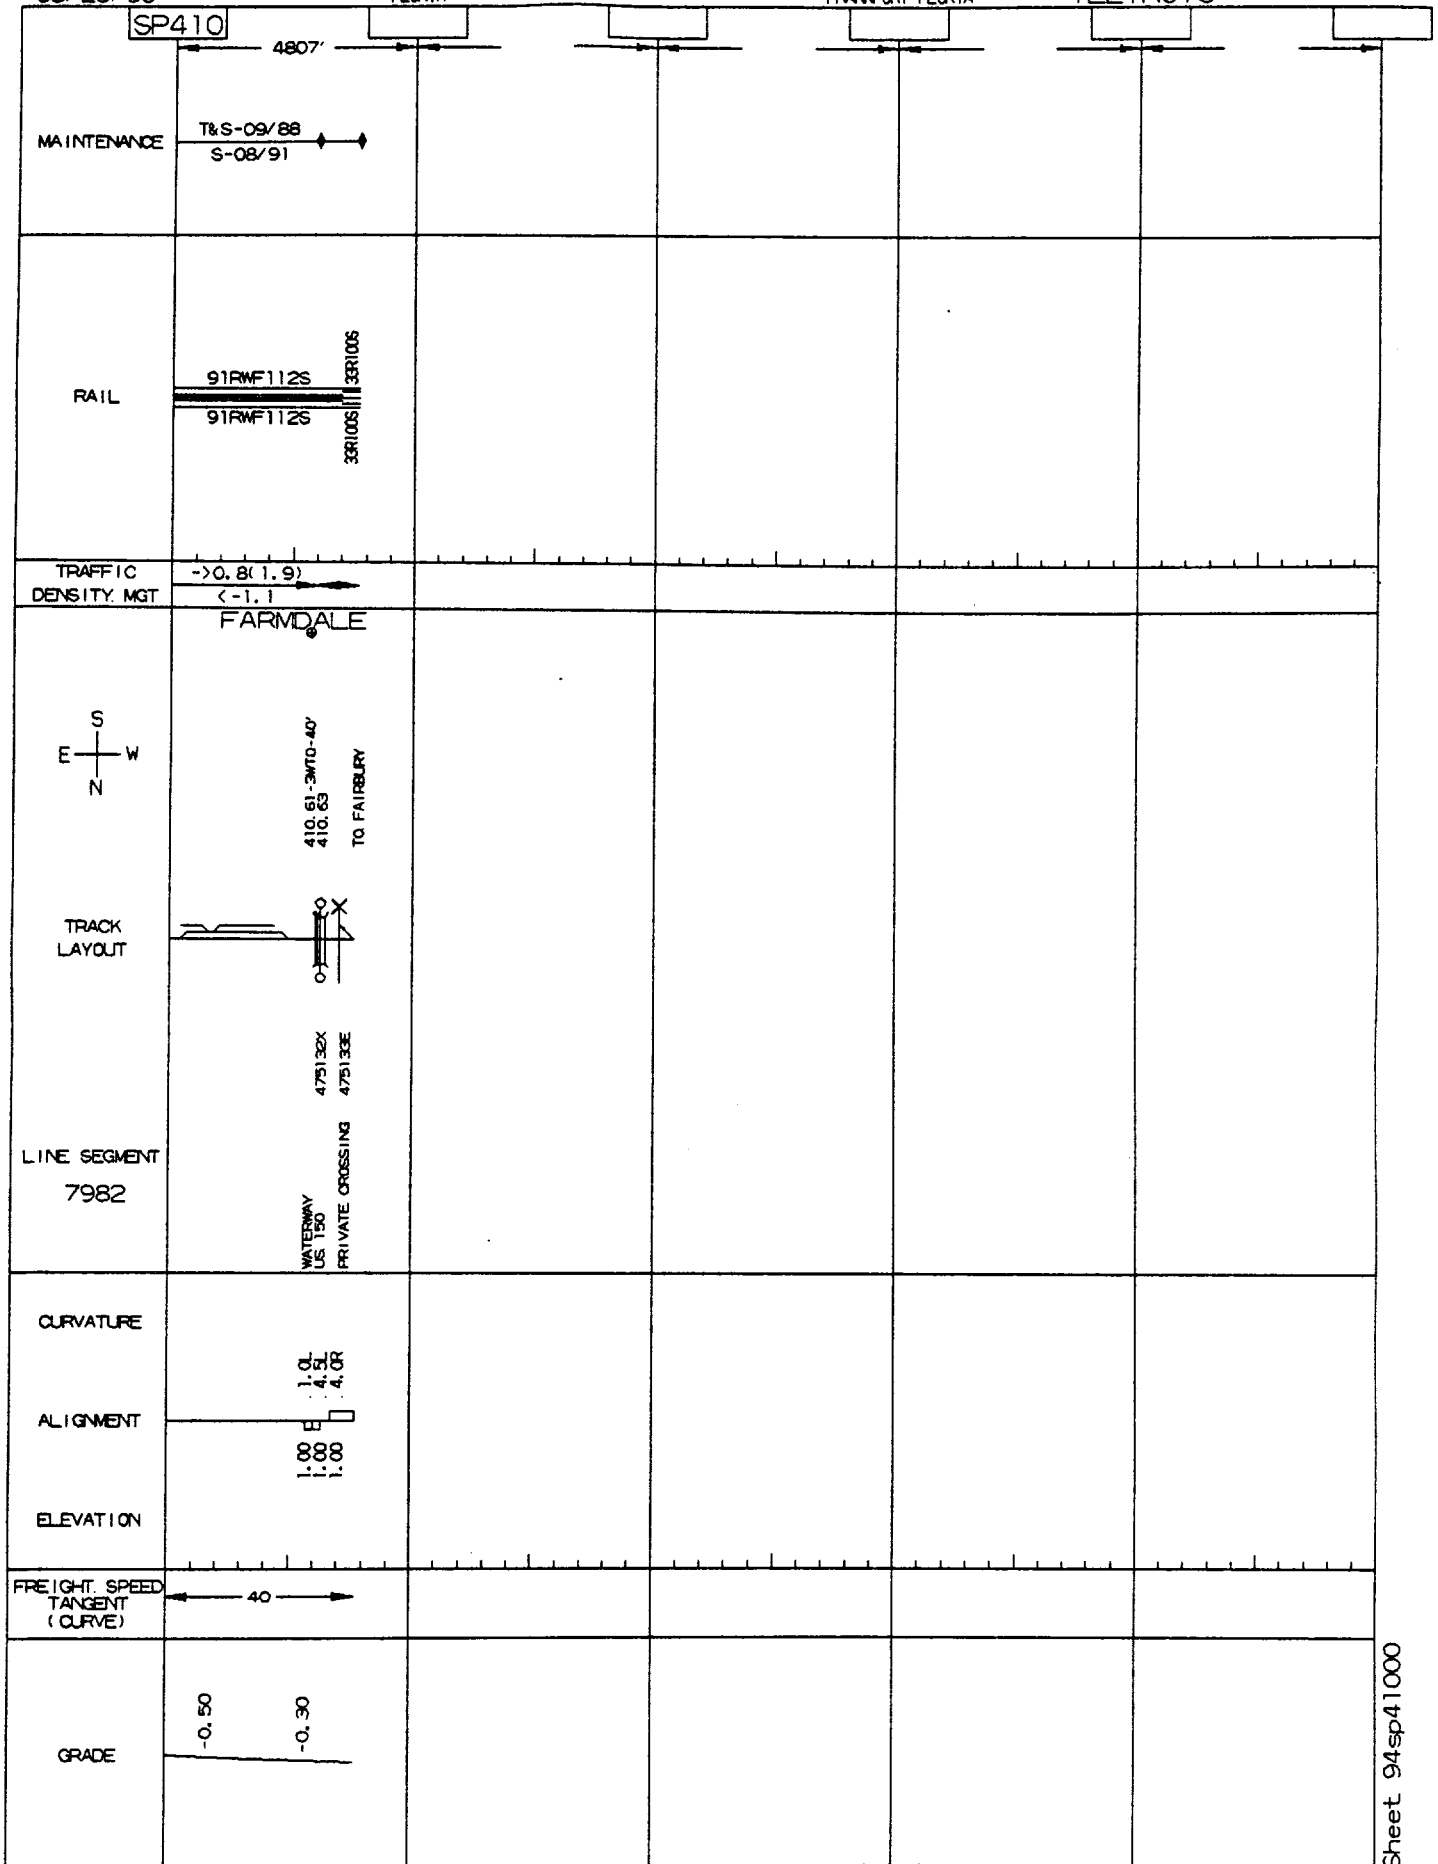 SP410
4807'
MAINTENANCE
T&S-09/88
S-08/91
RAIL
91RWF112S
91RWF112S
33R100S
33R100S
TRAFFIC
DENSITY. MGT
->0.8(1.9)
<-1.1
FARMDALE
S
E W
N
410.61-3WTO-40'
410.63
TO FAIRBURY
TRACK
LAYOUT
475132X
475133E
LINE SEGMENT
7982
WATERWAY
US 150
PRIVATE CROSSING
CURVATURE
1.0L
4.5L
4.0R
ALIGNMENT
1.00
1.00
1.00
ELEVATION
FREIGHT. SPEED
TANGENT
(CURVE)
40
GRADE
-0.50
-0.30
Sheet 94sp41000